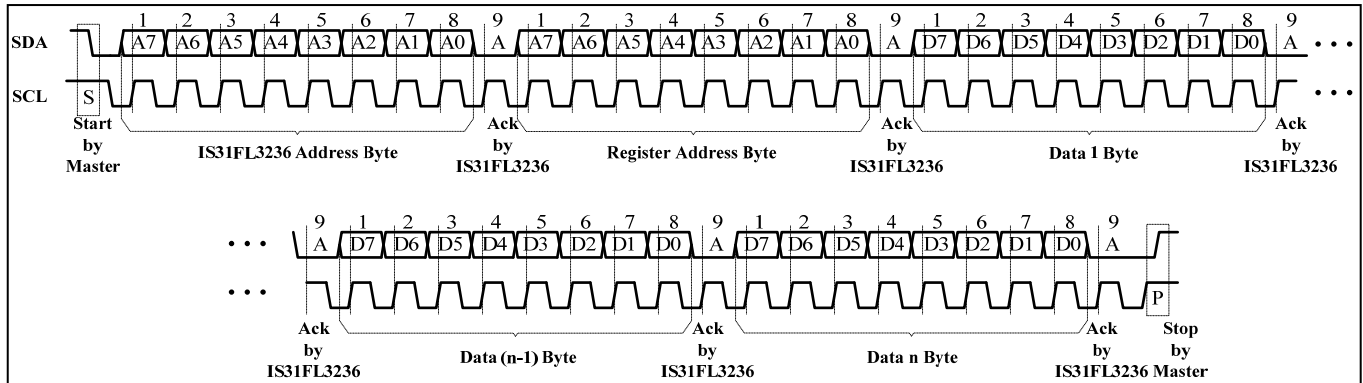 1 2 3 4 5 6 7 8 9 1 2 3 4 5 6 7 8 9 1 2 3 4 5 6 7 8 9
SDA A7 A6 A5 A4 A3 A2 A1 A0 A A7 A6 A5 A4 A3 A2 A1 A0 A D7 D6 D5 D4 D3 D2 D1 D0 A • • •
SCL S • • •
Start by Master
IS31FL3236 Address Byte
Ack by IS31FL3236
Register Address Byte
Ack by IS31FL3236
Data 1 Byte
Ack by IS31FL3236
9 1 2 3 4 5 6 7 8 9 1 2 3 4 5 6 7 8 9
• • • A D7 D6 D5 D4 D3 D2 D1 D0 A D7 D6 D5 D4 D3 D2 D1 D0 A
• • • P
Ack by IS31FL3236
Data (n-1) Byte
Ack by IS31FL3236
Data n Byte
Ack by IS31FL3236
Stop by Master